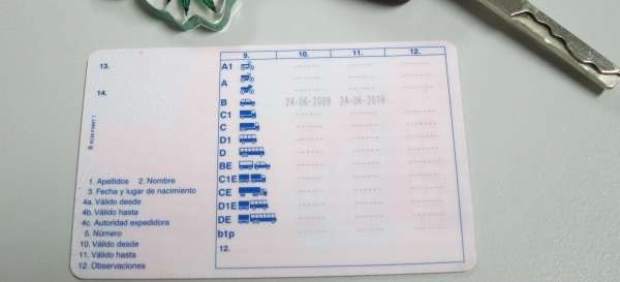 13.
14.
9. 10. 11. 12.
A1
A
B 24-06-2009 24-06-2019
C1
C
D1
D
BE
C1E
CE
D1E
DE
btp
12.
1. Apellidos 2. Nombre
3. Fecha y lugar de nacimiento
4a. Válido desde
4b. Válido hasta
4c. Autoridad expedidora
5. Número
10. Válido desde
11. Válido hasta
12. Observaciones